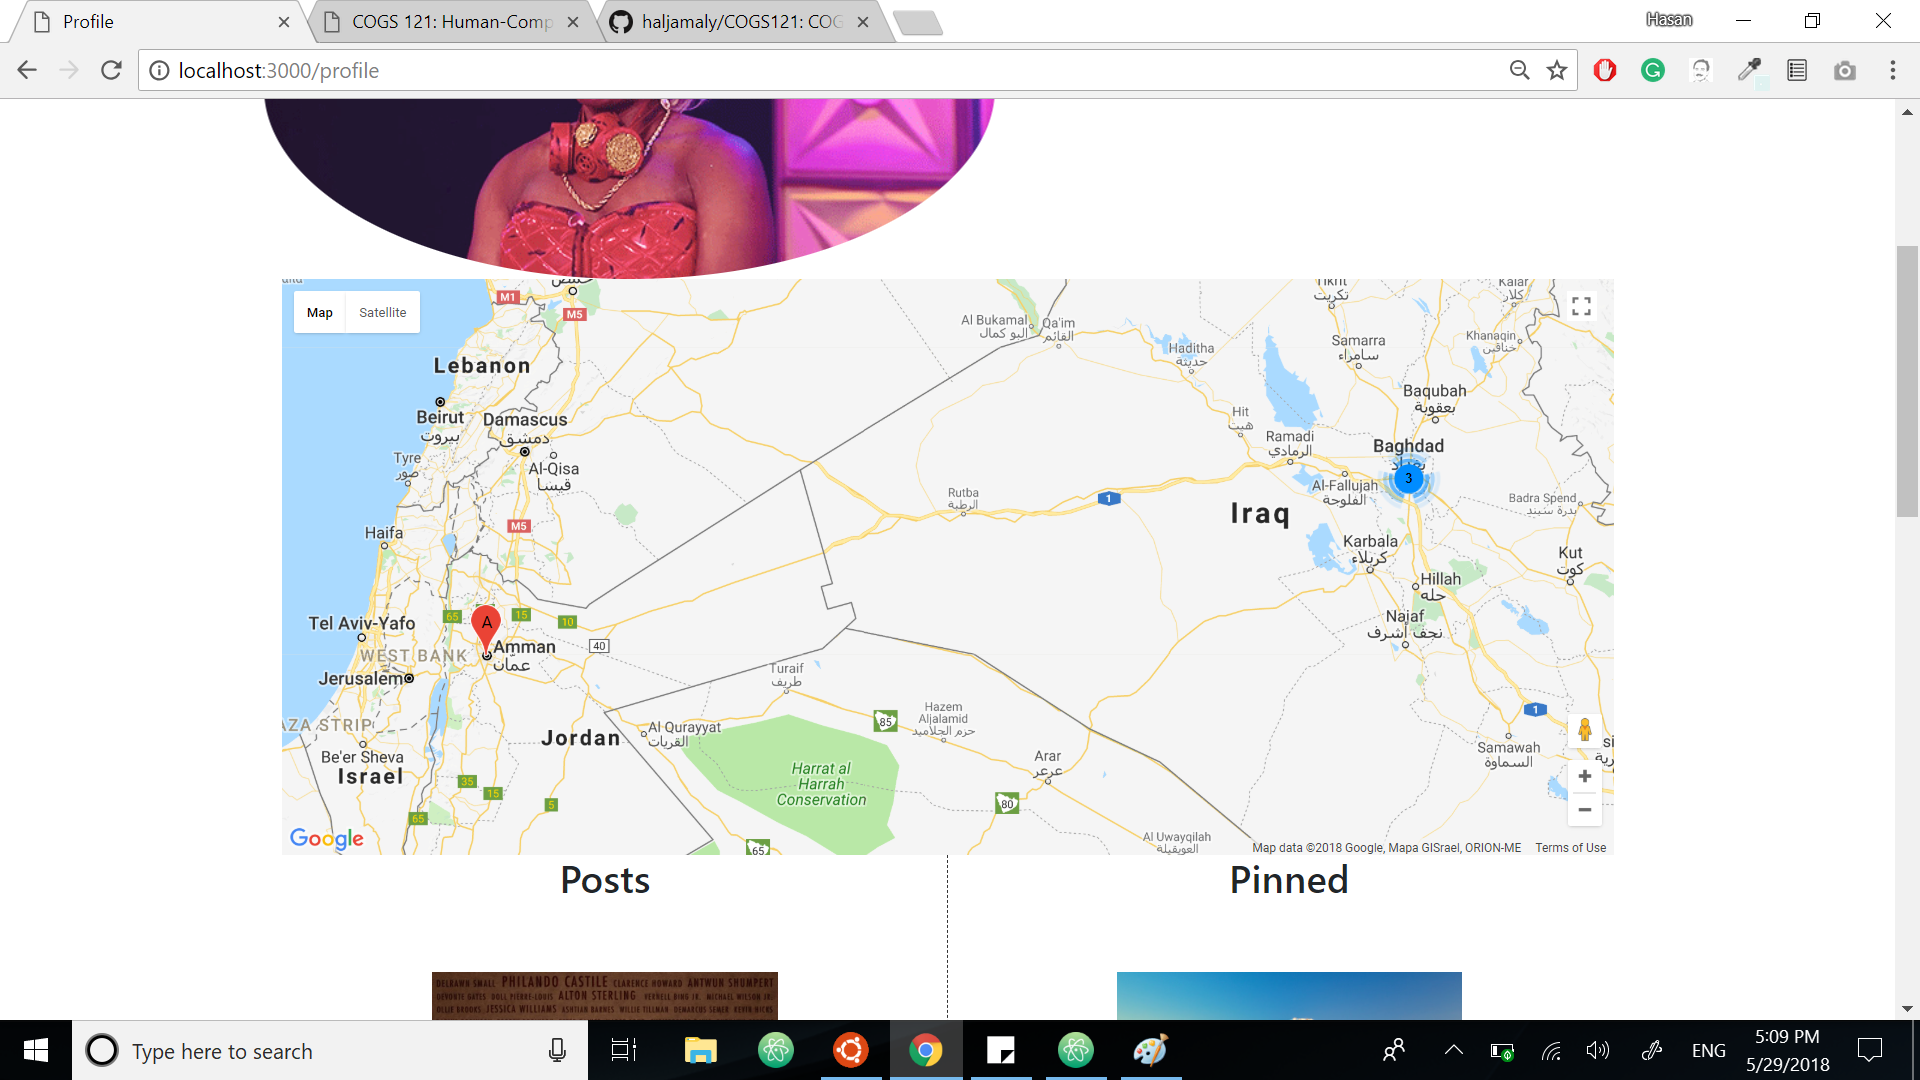 Profile
COGS 121: Human-Comp
haljamaly/COGS121: COG
Hasan
localhost:3000/profile
M1
Tikrit
تكريت
Kalar
كلار
Map
Satellite
M5
Al Bukamal
البو كمال
Qa'im
القائم
Haditha
حديثة
Samarra
سامراء
Khanaqin
خانقين
Lebanon
Beirut
بيروت
Damascus
دمشق
Baqubah
بعقوبة
Hit
هيت
Ramadi
الرمادي
Baghdad
3
Tyre
صور
Al-Qisa
قيسا
Al-Fallujah
الفلوجة
Rutba
الرطبة
1
Badra Spend
بدرة سبند
Iraq
M5
Haifa
Karbala
كربلاء
Kut
كوت
Hillah
حله
65
15
10
A
Najaf
نجف أشرف
Tel Aviv-Yafo
40
Amman
عمّان
WEST BANK
Jerusalem
Turaif
طريف
85
Hazem
Aljalamid
حزم الجلاميد
1
AZA STRIP
Jordan
Al Qurayyat
القريات
Samawah
السماوة
Be'er Sheva
Israel
Arar
عرعر
Harrat al
Harrah
Conservation
35
15
5
80
65
65
Al Uwayqilah
العويقيلة
Google
Map data ©2018 Google, Mapa GISrael, ORION-ME
Terms of Use
Posts
Pinned
DELRAWN SMALL PHILANDO CASTILE CLARENCE HOWARD ANTWUN SHUMPERT
ALTON STERLING
JESSICA WILLIAMS
Type here to search
ENG
5:09 PM
5/29/2018